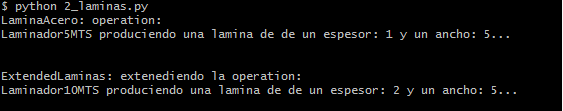 $ python 2_laminas.py
LaminaAcero: operation:
Laminador5MTS produciendo una lamina de de un espesor: 1 y un ancho: 5...
ExtendedLaminas: extenediendo la operation:
Laminador10MTS produciendo una lamina de un espesor: 2 y un ancho: 5...